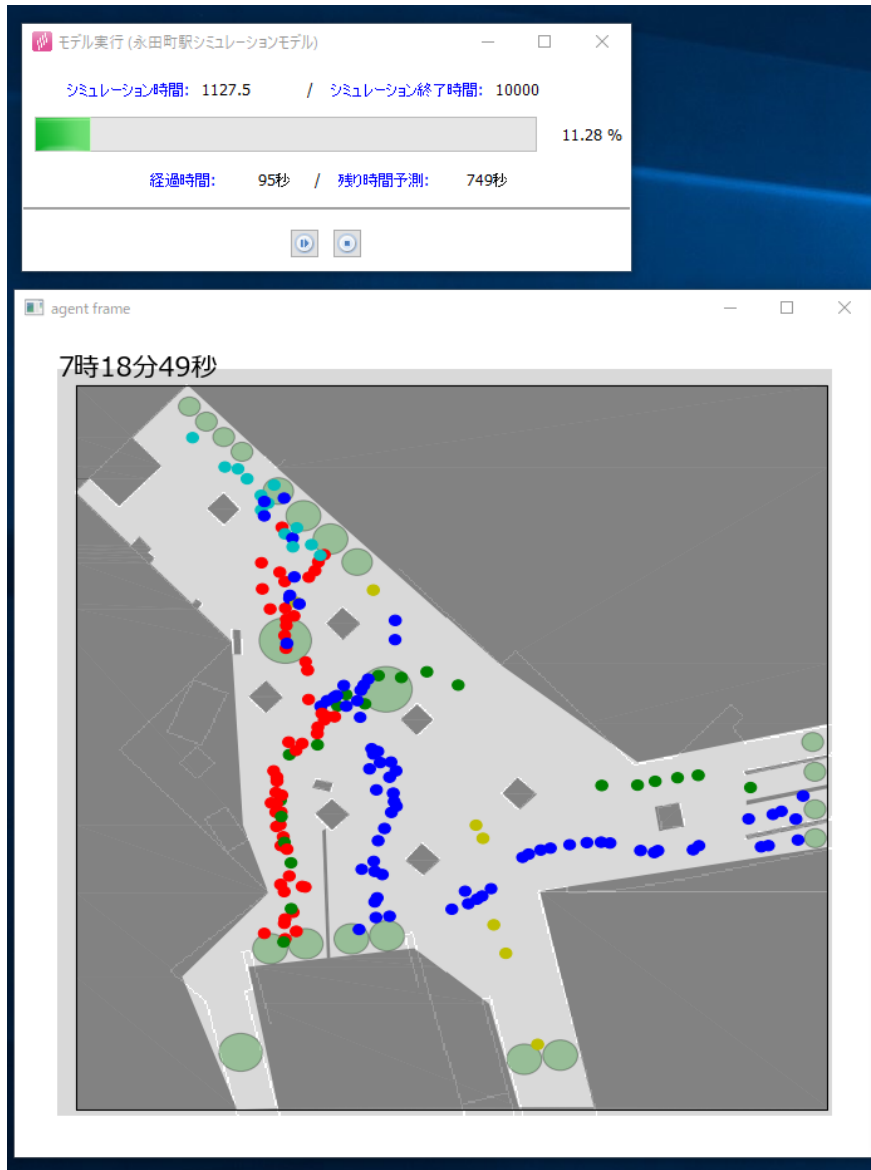 モデル実行 (永田町駅シミュレーションモデル)
シミュレーション時間: 1127.5 / シミュレーション終了時間: 10000
11.28 %
経過時間: 95秒 / 残り時間予測: 749秒
agent frame
7時18分49秒